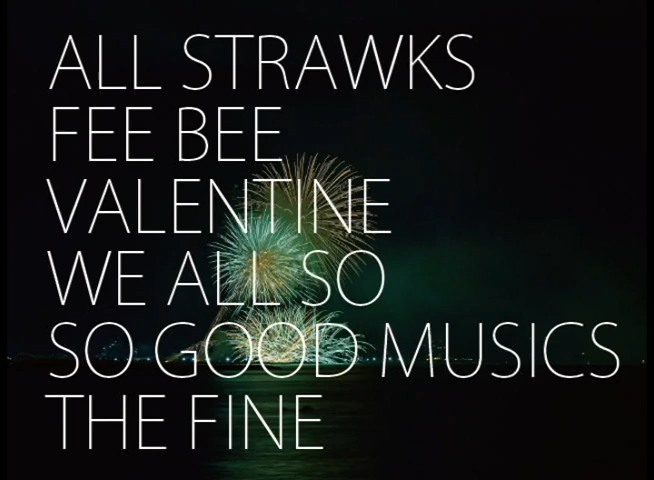 ALL STRAWKS
FEE BEE
VALENTINE
WE ALL SO
SO GOOD MUSICS
THE FINE